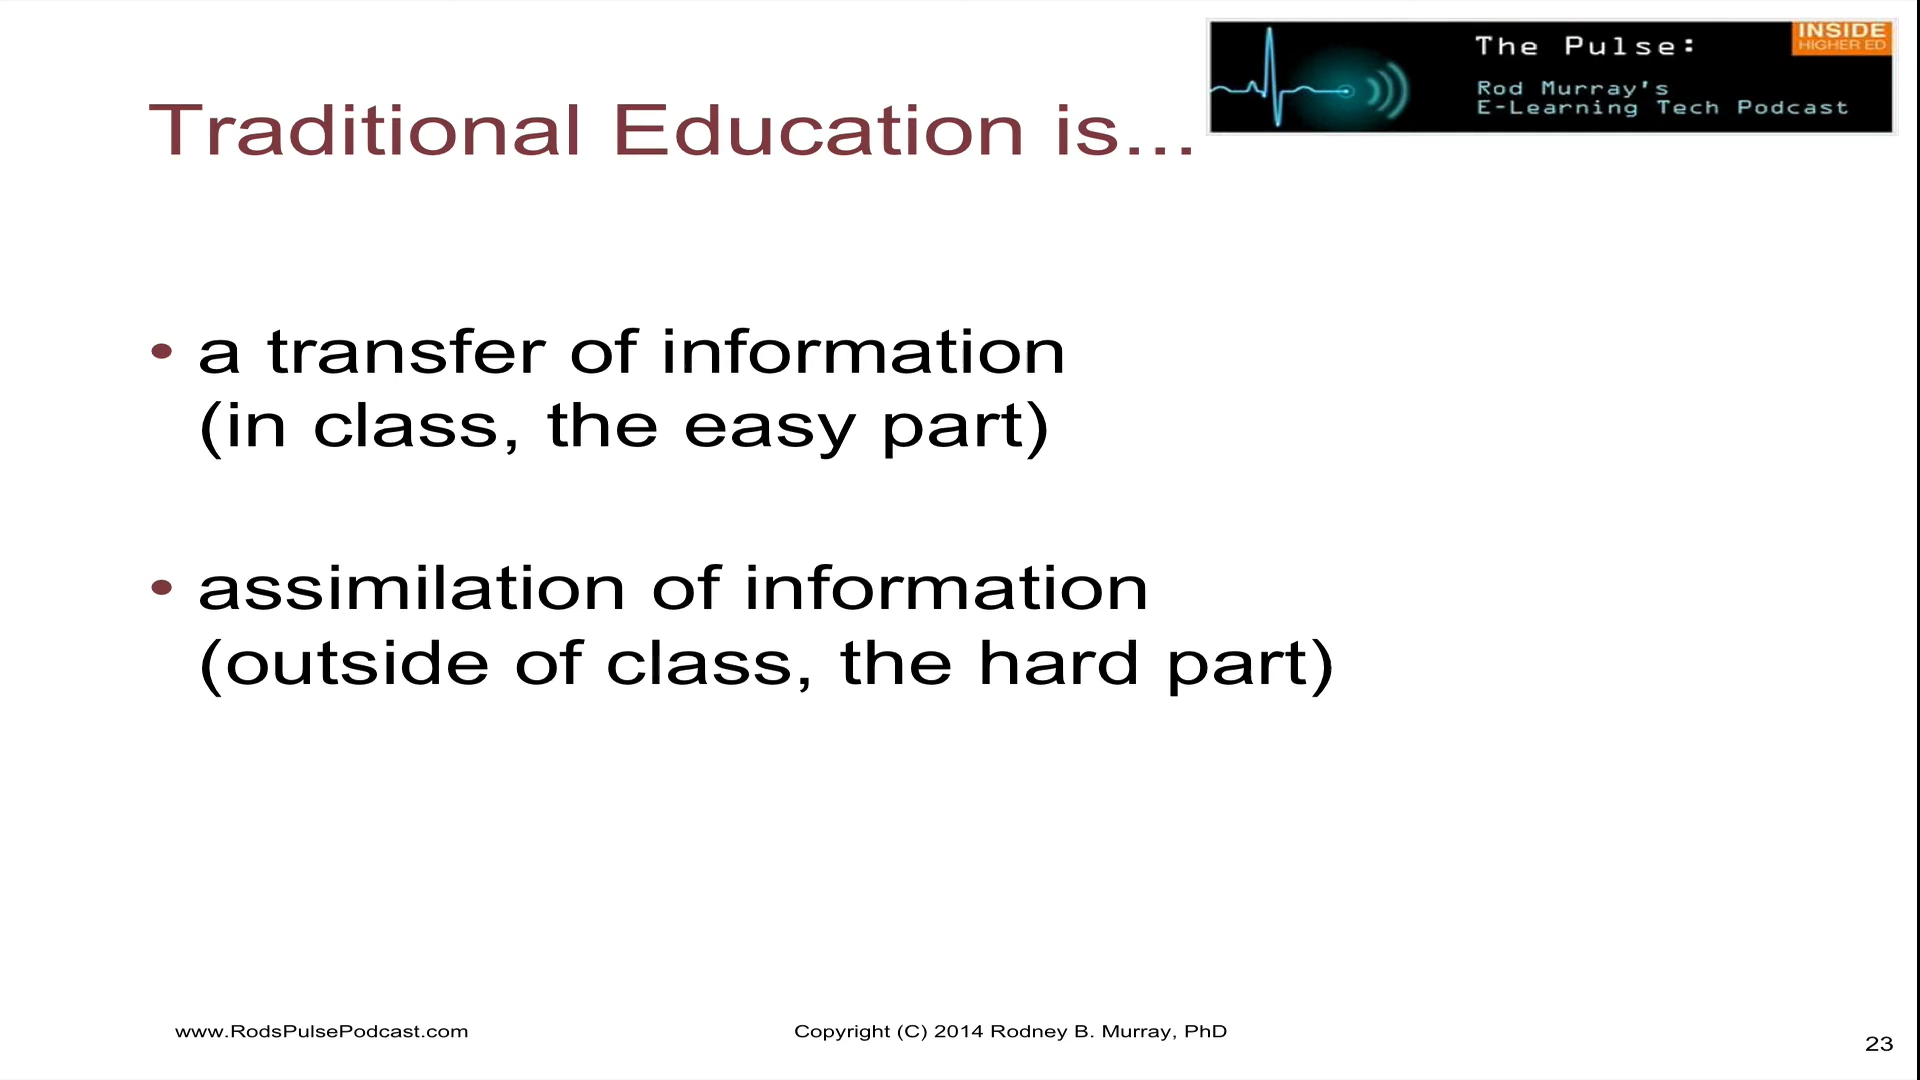 The Pulse:
INSIDE
HIGHER ED
Rod Murray's
E-Learning Tech Podcast
Traditional Education is...
• a transfer of information
(in class, the easy part)
• assimilation of information
(outside of class, the hard part)
www.RodsPulsePodcast.com
Copyright (C) 2014 Rodney B. Murray, PhD
23